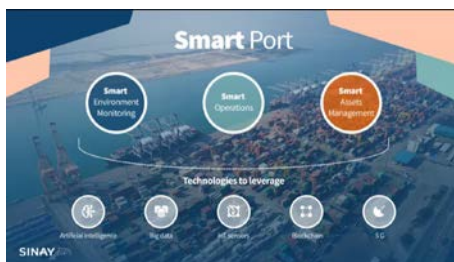 Smart Port
Smart
Environment
Monitoring
Smart
Operations
Smart
Assets
Management
Technologies to leverage
Artificial intelligence
Big data
IoT sensors
Blockchain
5G
SINAY